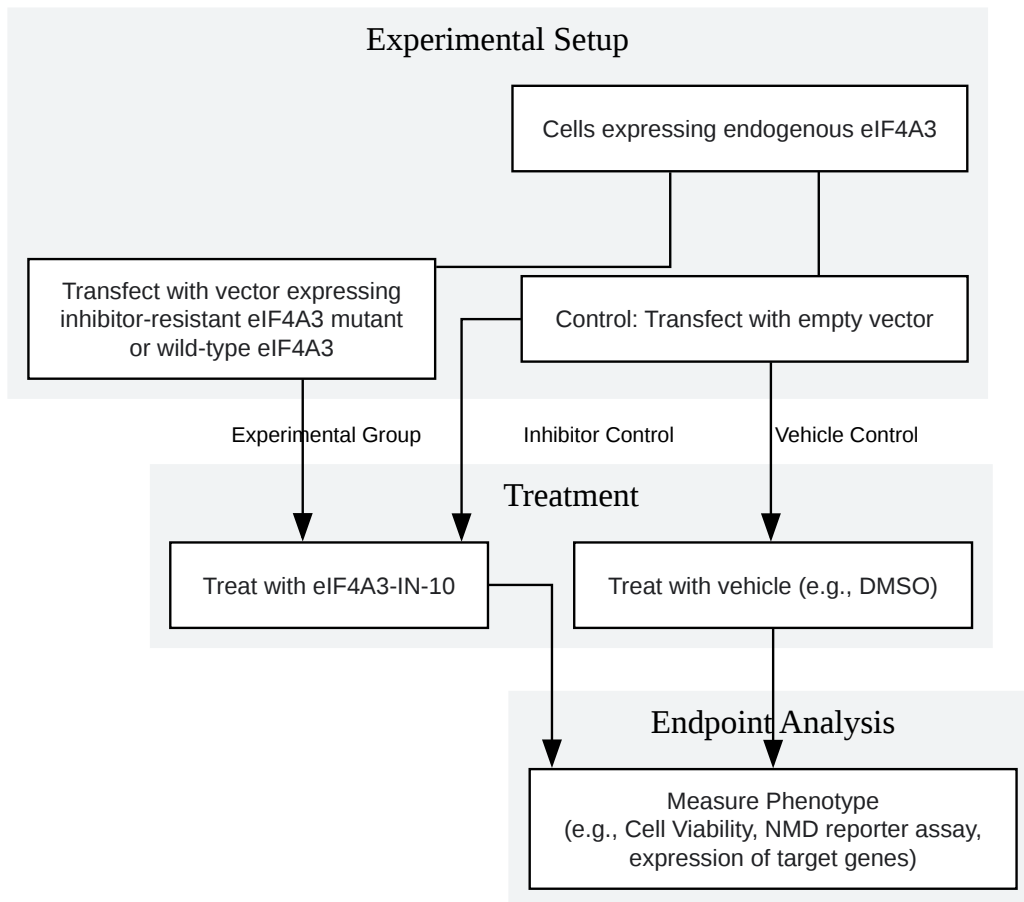 Experimental Setup
Cells expressing endogenous eIF4A3
Transfect with vector expressing
inhibitor-resistant eIF4A3 mutant
or wild-type eIF4A3
Control: Transfect with empty vector
Experimental Group
Inhibitor Control
Vehicle Control
Treatment
Treat with eIF4A3-IN-10
Treat with vehicle (e.g., DMSO)
Endpoint Analysis
Measure Phenotype
(e.g., Cell Viability, NMD reporter assay,
expression of target genes)